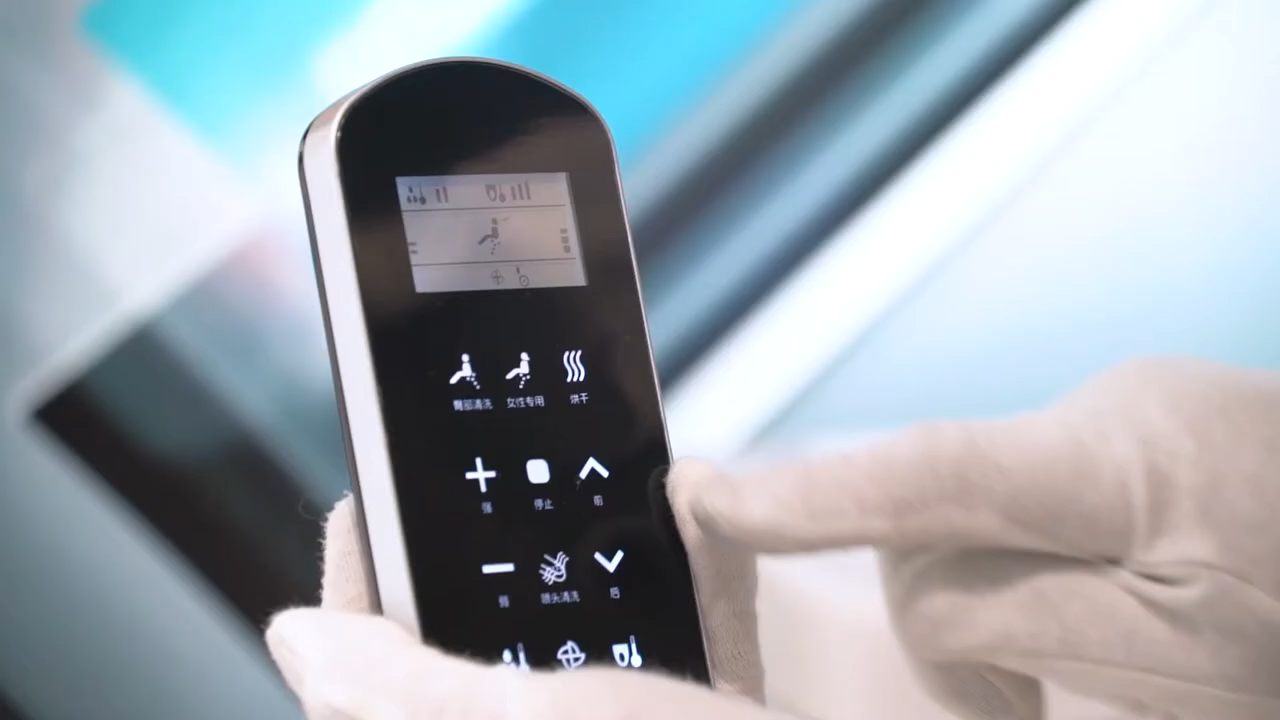 臀部清洗 女性专用 烘干
强 停止 前
弱 喷头清洗 后